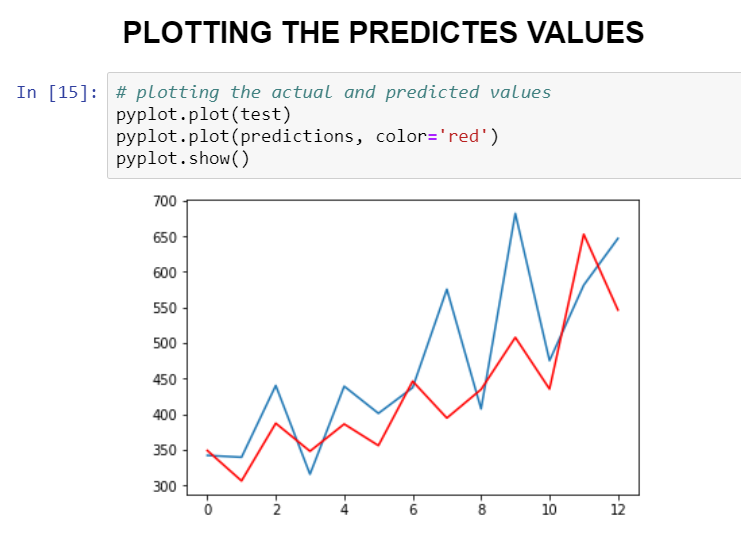 PLOTTING THE PREDICTES VALUES
In [15]: # plotting the actual and predicted values
pyplot.plot(test)
pyplot.plot(predictions, color='red')
pyplot.show()
700
650
600
550
500
450
400
350
300
0 2 4 6 8 10 12